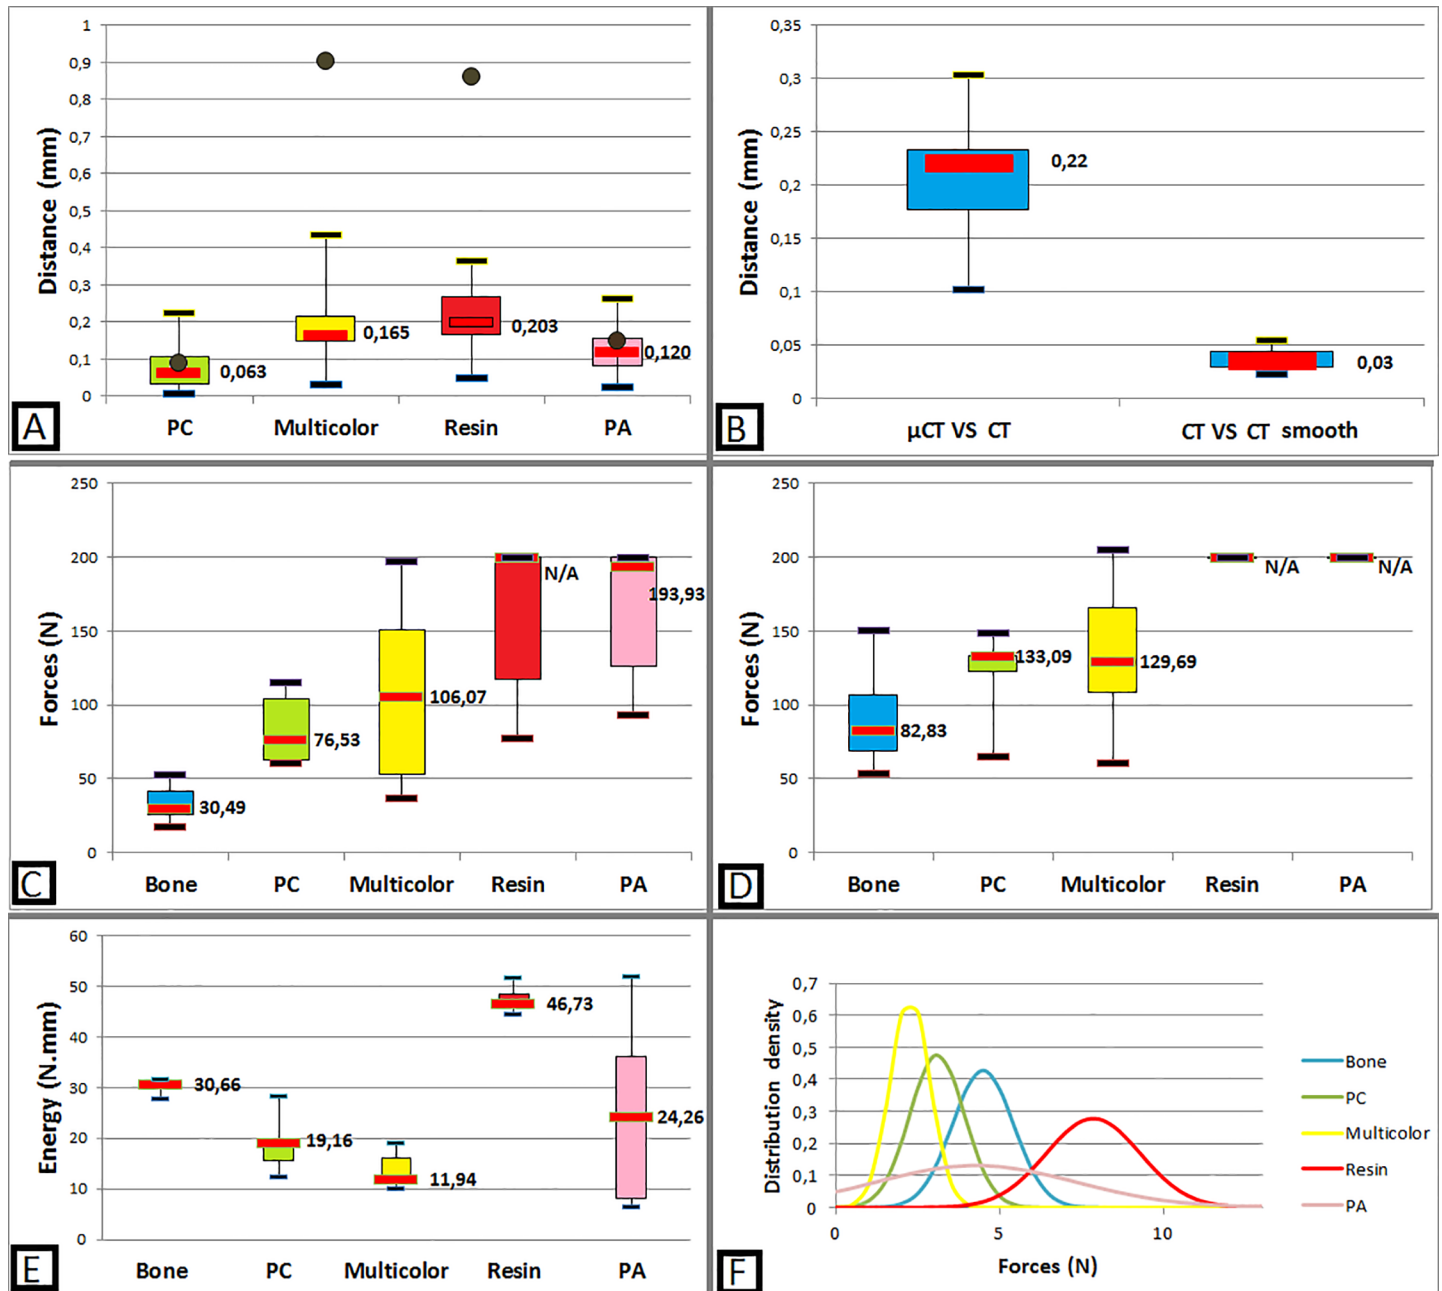 1
0,9
0,8
0,7
0,6
0,5
0,4
0,3
0,2
0,1
0
Distance (mm)
0,063
0,165
0,203
0,120
PC Multicolor Resin PA
A
0,35
0,3
0,25
0,2
0,15
0,1
0,05
0
Distance (mm)
0,22
0,03
µCT VS CT CT VS CT smooth
B
250
200
150
100
50
0
Forces (N)
30,49
76,53
106,07
N/A
193,93
Bone PC Multicolor Resin PA
C
250
200
150
100
50
0
Forces (N)
82,83
133,09
129,69
N/A
N/A
Bone PC Multicolor Resin PA
D
60
50
40
30
20
10
0
Energy (N.mm)
30,66
19,16
11,94
46,73
24,26
Bone PC Multicolor Resin PA
E
0,7
0,6
0,5
0,4
0,3
0,2
0,1
0
Distribution density
0 5 10
Forces (N)
Bone
PC
Multicolor
Resin
PA
F